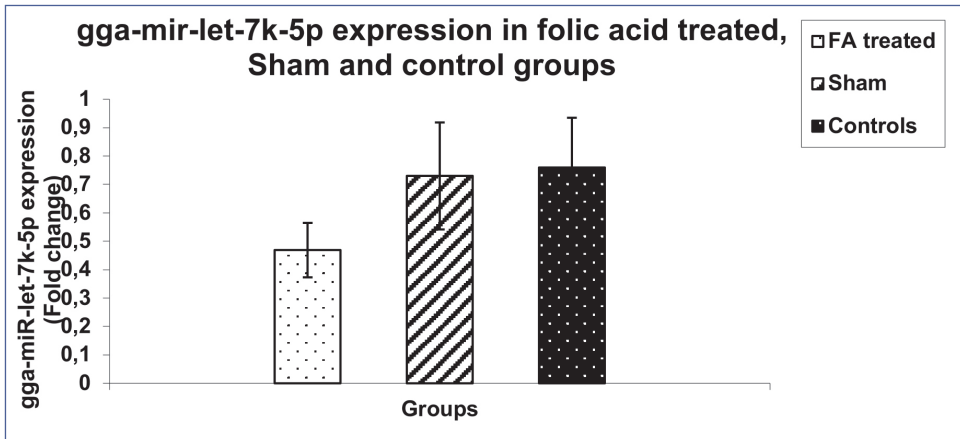 gga-mir-let-7k-5p expression in folic acid treated,
Sham and control groups
FA treated
Sham
Controls
gga-miR-let-7k-5p expression
(Fold change)
1
0,9
0,8
0,7
0,6
0,5
0,4
0,3
0,2
0,1
0
Groups